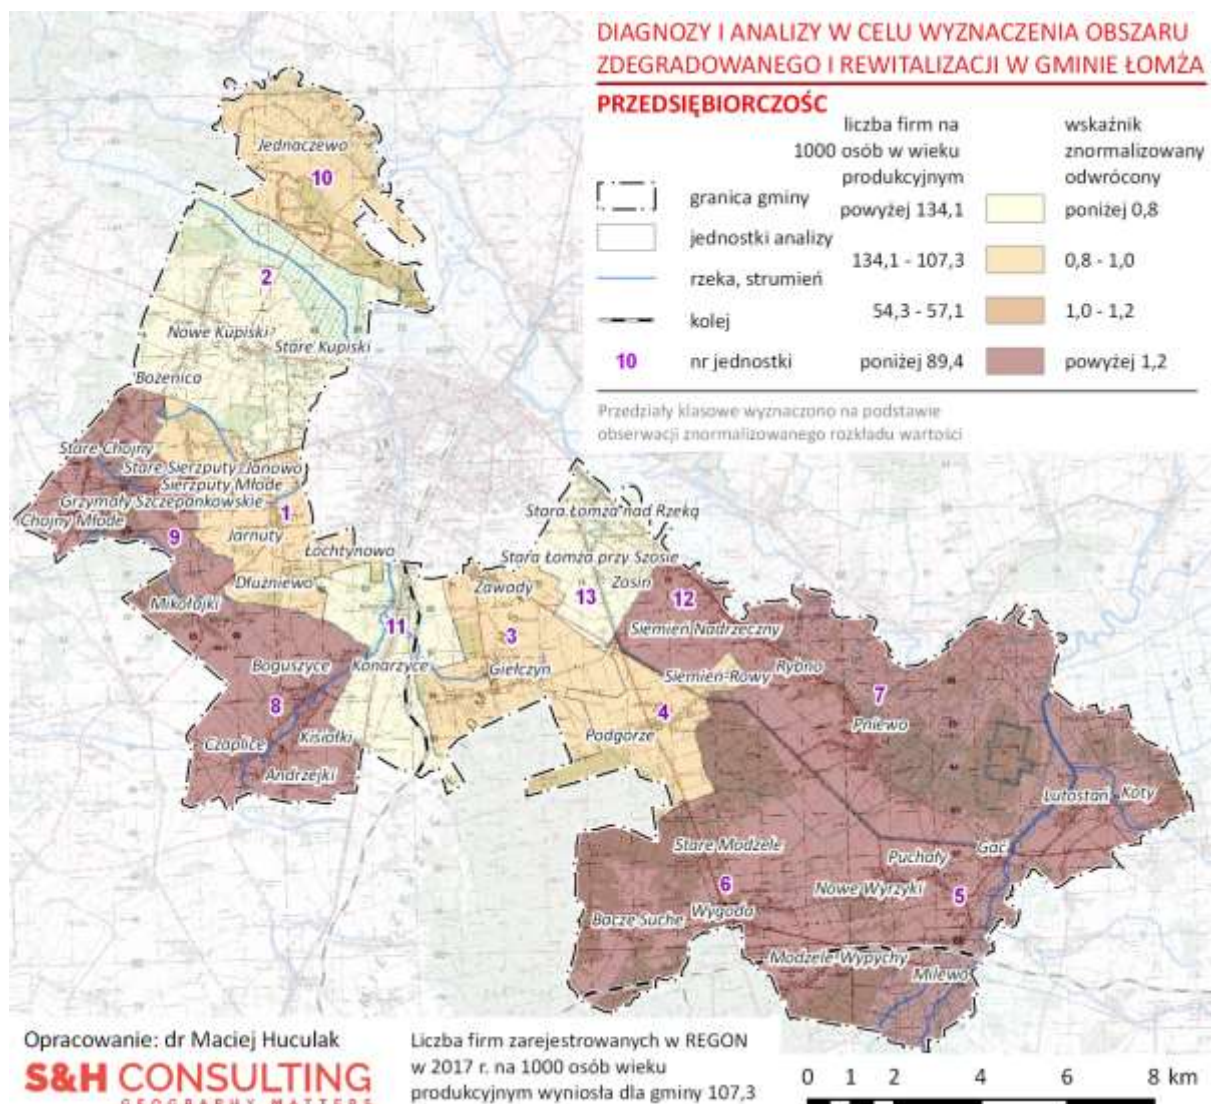 DIAGNOZY I ANALIZY W CELU WYZNACZENIA OBSZARU
ZDEGRADOWANEGO I REWITALIZACJI W GMINIE ŁOMŻA
PRZEDSIĘBIORCZOŚC
liczba firm na
1000 osób w wieku
produkcyjnym
wskaźnik
znormalizowany
odwrócony
granica gminy
powyżej 134,1
poniżej 0,8
jednostki analizy
134,1 - 107,3
0,8 - 1,0
rzeka, strumień
54,3 - 57,1
1,0 - 1,2
kolej
10
nr jednostki
poniżej 89,4
powyżej 1,2
Przedziały klasowe wyznaczono na podstawie
obserwacji znormalizowanego rozkładu wartości
Jednaczewo
10
2
Nowe Kupiski
Stare Kupiski
Bożenica
Stare Chojny
Stare Sierzputy
Janowo
Sierzputy Młode
Grzymały Szczepankowskie
Chojny Młode
1
9
Jarnuty
Łochtynowo
Dłużniewo
Mikołajki
Stara Łomża nad Rzeką
Stara Łomża przy Szosie
Zawady
Zosin
13
12
11
3
Siemień Nadrzeczny
Boguszyce
Konarzyce
Giełczyn
Siemień-Rowy
Rybno
7
8
4
Pniewo
Czaplice
Kisiołki
Podgórze
Andrzejki
Lutostań
Koty
Stare Modzele
Puchały
Gać
6
Nowe Wyrzyki
5
Bacze Suche
Wygoda
Modzele-Wypychy
Milewo
Opracowanie: dr Maciej Huculak
S&H CONSULTING
GEOGRAPHY MATTERS
Liczba firm zarejestrowanych w REGON
w 2017 r. na 1000 osób wieku
produkcyjnym wyniosła dla gminy 107,3
0 1 2 4 6 8 km